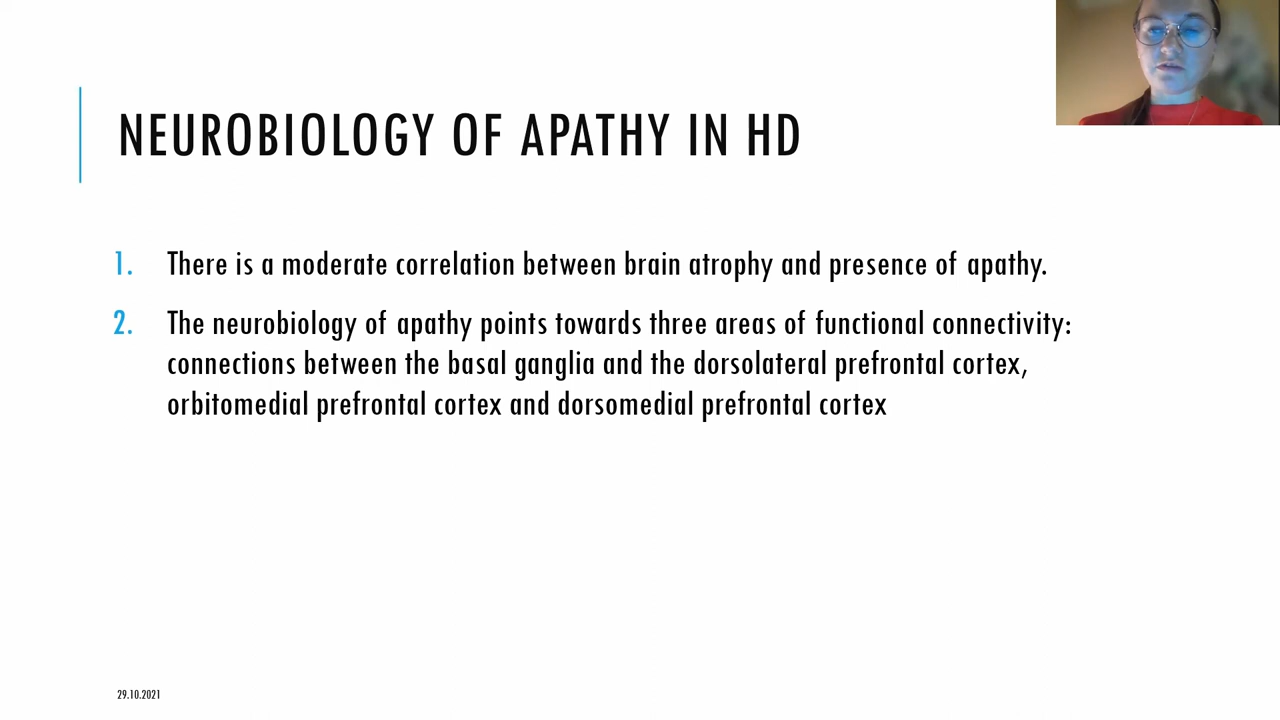 NEUROBIOLOGY OF APATHY IN HD
1. There is a moderate correlation between brain atrophy and presence of apathy.
2. The neurobiology of apathy points towards three areas of functional connectivity:
connections between the basal ganglia and the dorsolateral prefrontal cortex,
orbitomedial prefrontal cortex and dorsomedial prefrontal cortex
29.10.2021